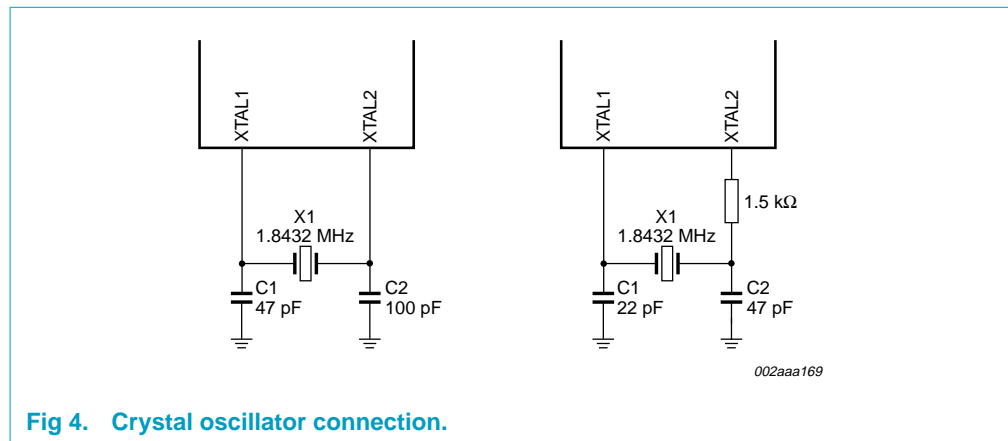 XTAL1
XTAL2
X1
1.8432 MHz
C1
47 pF
C2
100 pF
XTAL1
XTAL2
1.5 kΩ
X1
1.8432 MHz
C1
22 pF
C2
47 pF
002aaa169
Fig 4. Crystal oscillator connection.